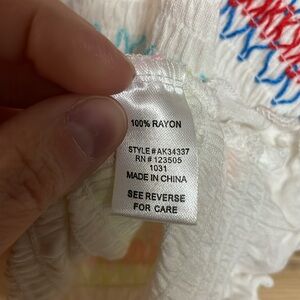 100% RAYON
STYLE # AK34337
RN # 123505
1031
MADE IN CHINA
SEE REVERSE
FOR CARE